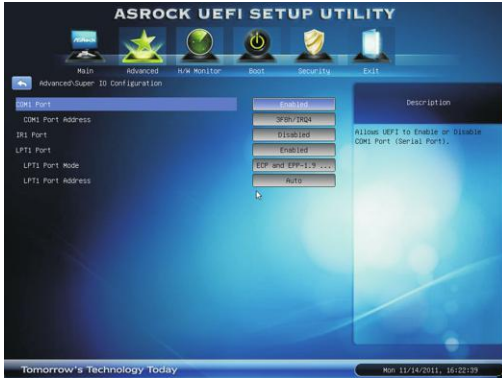 ASROCK UEFI SETUP UTILITY
ASRock
Main Advanced H/W Monitor Boot Security Exit
Advanced\Super IO Configuration
COM1 Port Enabled
COM1 Port Address 3F8h/IRQ4
IR1 Port Disabled
LPT1 Port Enabled
LPT1 Port Mode ECP and EPP-1.9 ...
LPT1 Port Address Auto
Description
Allows UEFI to Enable or Disable
COM1 Port (Serial Port).
Tomorrow's Technology Today
Mon 11/14/2011, 16:22:39